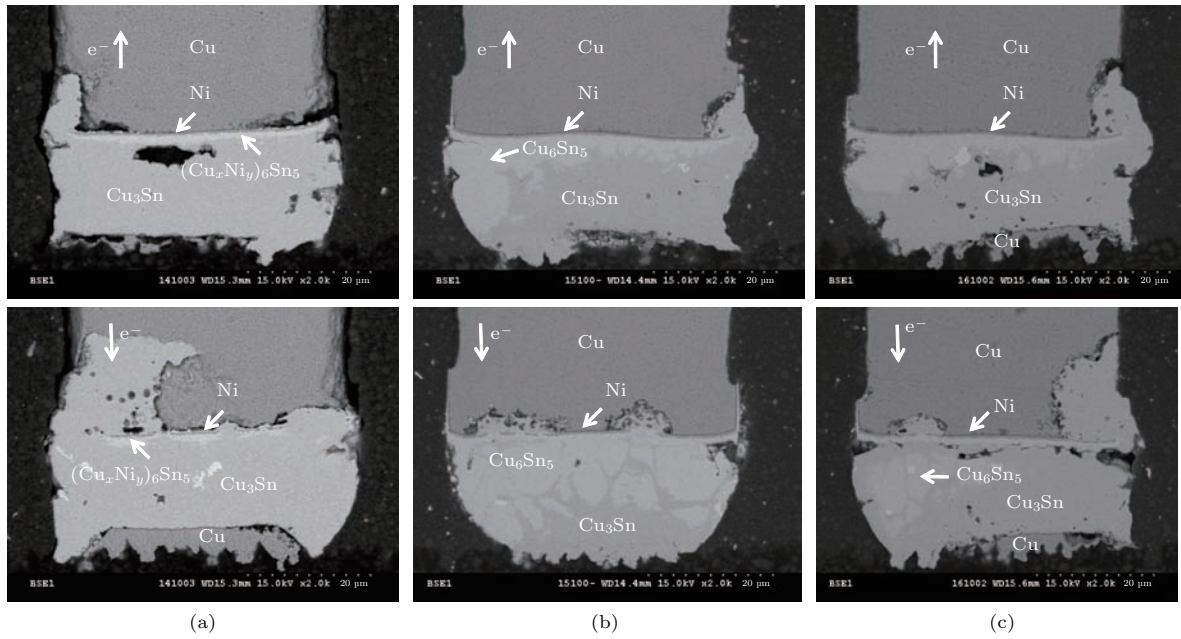 e⁻ Cu
Ni
(CuₓNiᵧ)₆Sn₅
Cu₃Sn
BSE1 141003 WD15.3mm 15.0kV x2.0k 20 µm
e⁻ Cu
Ni
Cu₆Sn₅
Cu₃Sn
BSE1 15100- WD14.4mm 15.0kV x2.0k 20 µm
e⁻ Cu
Ni
Cu₃Sn
Cu
BSE1 161002 WD15.6mm 15.0kV x2.0k 20 µm
e⁻
Ni
(CuₓNiᵧ)₆Sn₅
Cu₃Sn
Cu
BSE1 141003 WD15.3mm 15.0kV x2.0k 20 µm
e⁻
Cu
Ni
Cu₆Sn₅
Cu₃Sn
BSE1 15100- WD14.4mm 15.0kV x2.0k 20 µm
e⁻
Cu
Ni
Cu₆Sn₅
Cu₃Sn
Cu
BSE1 161002 WD15.6mm 15.0kV x2.0k 20 µm
(a) (b) (c)